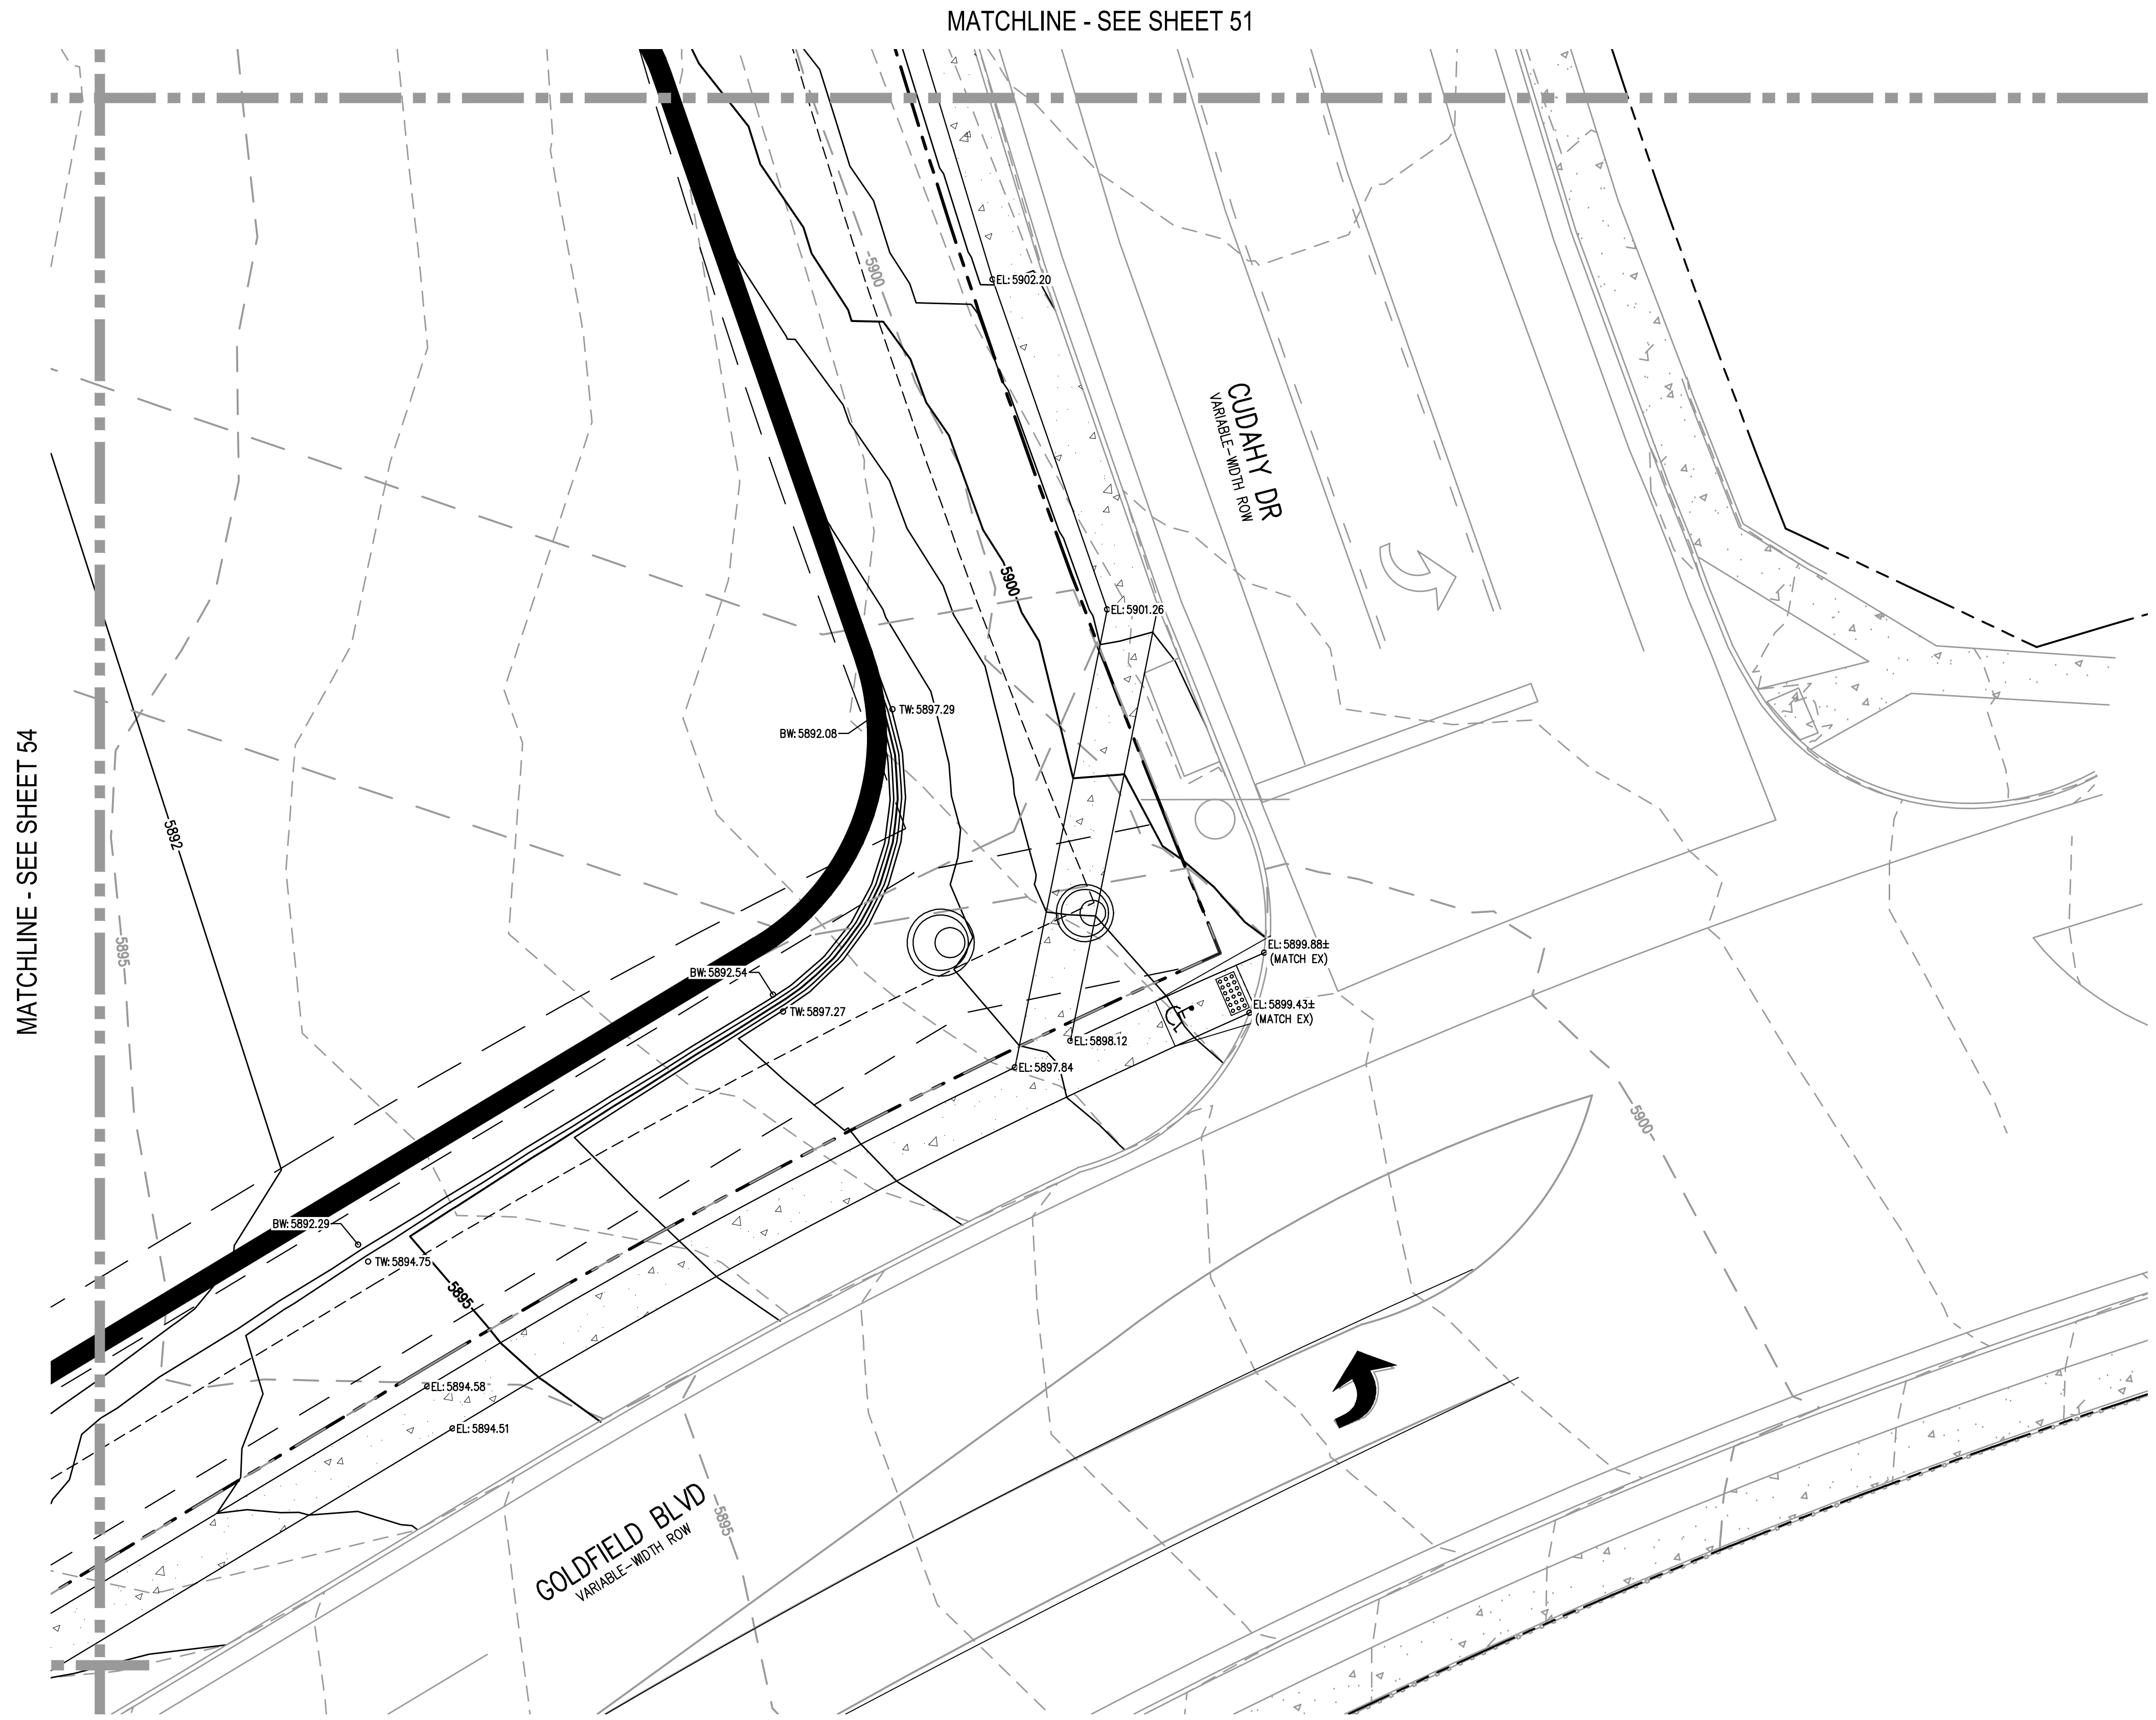 MATCHLINE - SEE SHEET 51
5900
EL: 5902.20
CUDAHY DR
VARIABLE-WIDTH ROW
5900
EL: 5901.26
TW: 5897.29
BW: 5892.08
MATCHLINE - SEE SHEET 54
5892
5895
EL: 5899.88±
(MATCH EX)
BW: 5892.54
TW: 5897.27
EL: 5899.43±
(MATCH EX)
EL: 5898.12
EL: 5897.84
5900
BW: 5892.29
TW: 5894.75
5895
EL: 5894.58
EL: 5894.51
GOLDFIELD BLVD
VARIABLE-WIDTH ROW
5895